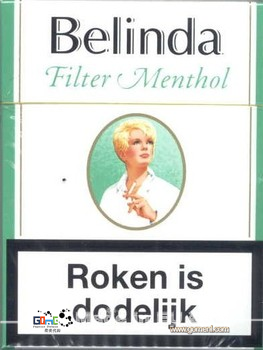 Belinda
Filter Menthol
Roken is
dodelijk